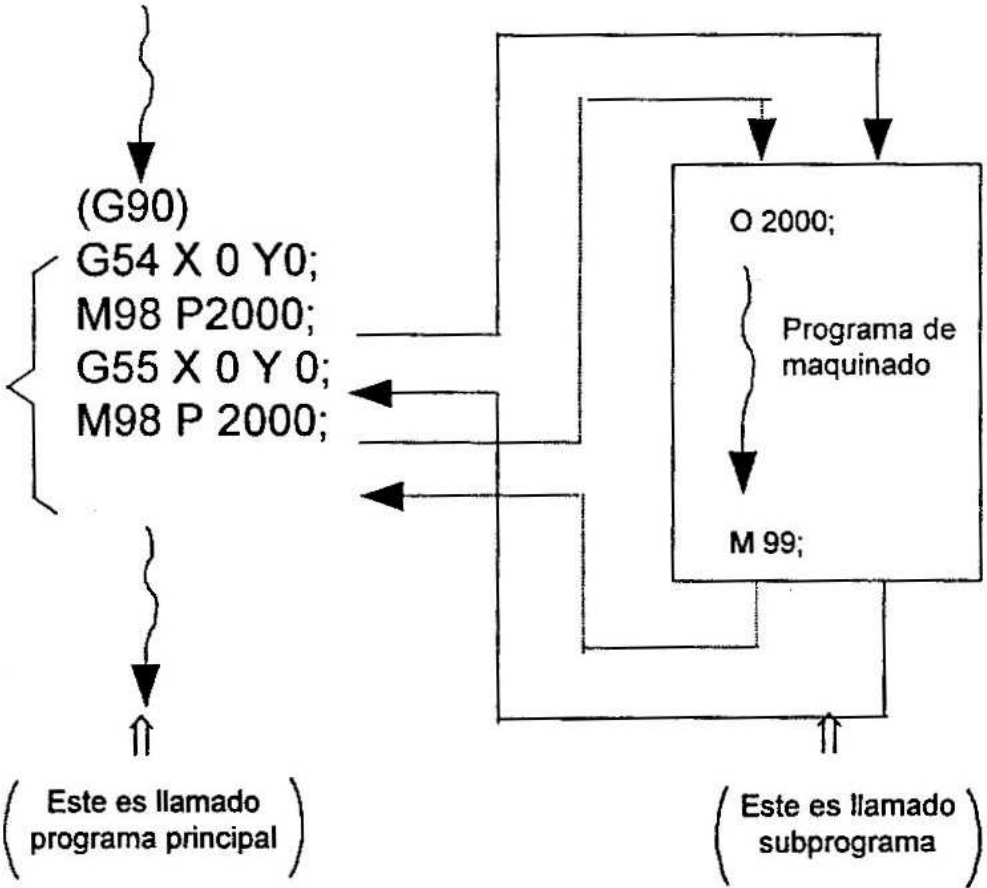 (G90)
G54 X 0 Y0;
M98 P2000;
G55 X 0 Y 0;
M98 P 2000;
O 2000;
Programa de
maquinado
M 99;
Este es llamado
programa principal
Este es llamado
subprograma